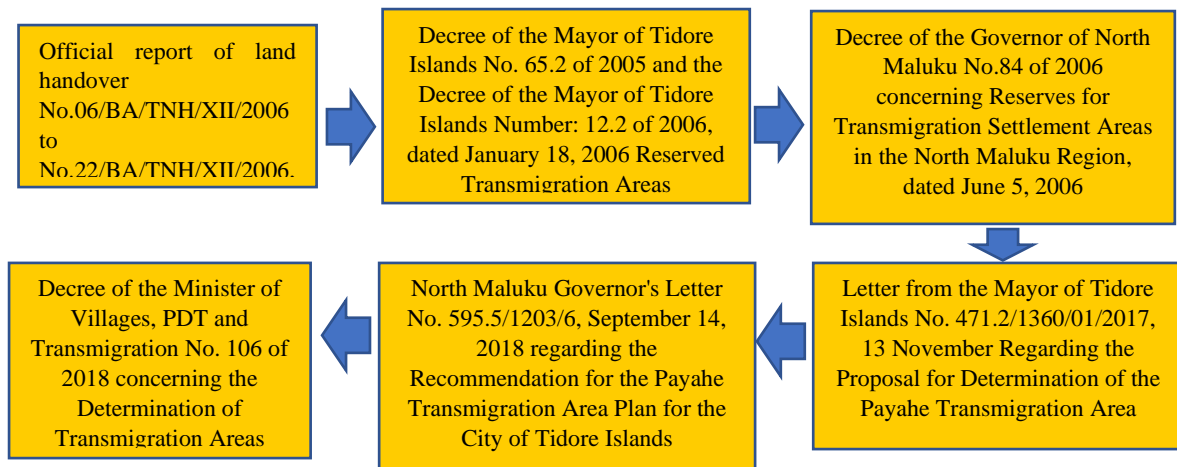 Official report of land
handover
No.06/BA/TNH/XII/2006
to
No.22/BA/TNH/XII/2006.
Decree of the Mayor of Tidore
Islands No. 65.2 of 2005 and the
Decree of the Mayor of Tidore
Islands Number: 12.2 of 2006,
dated January 18, 2006 Reserved
Transmigration Areas
Decree of the Governor of North
Maluku No.84 of 2006
concerning Reserves for
Transmigration Settlement Areas
in the North Maluku Region,
dated June 5, 2006
Letter from the Mayor of Tidore
Islands No. 471.2/1360/01/2017,
13 November Regarding the
Proposal for Determination of the
Payahe Transmigration Area
North Maluku Governor's Letter
No. 595.5/1203/6, September 14,
2018 regarding the
Recommendation for the Payahe
Transmigration Area Plan for the
City of Tidore Islands
Decree of the Minister of
Villages, PDT and
Transmigration No. 106 of
2018 concerning the
Determination of
Transmigration Areas